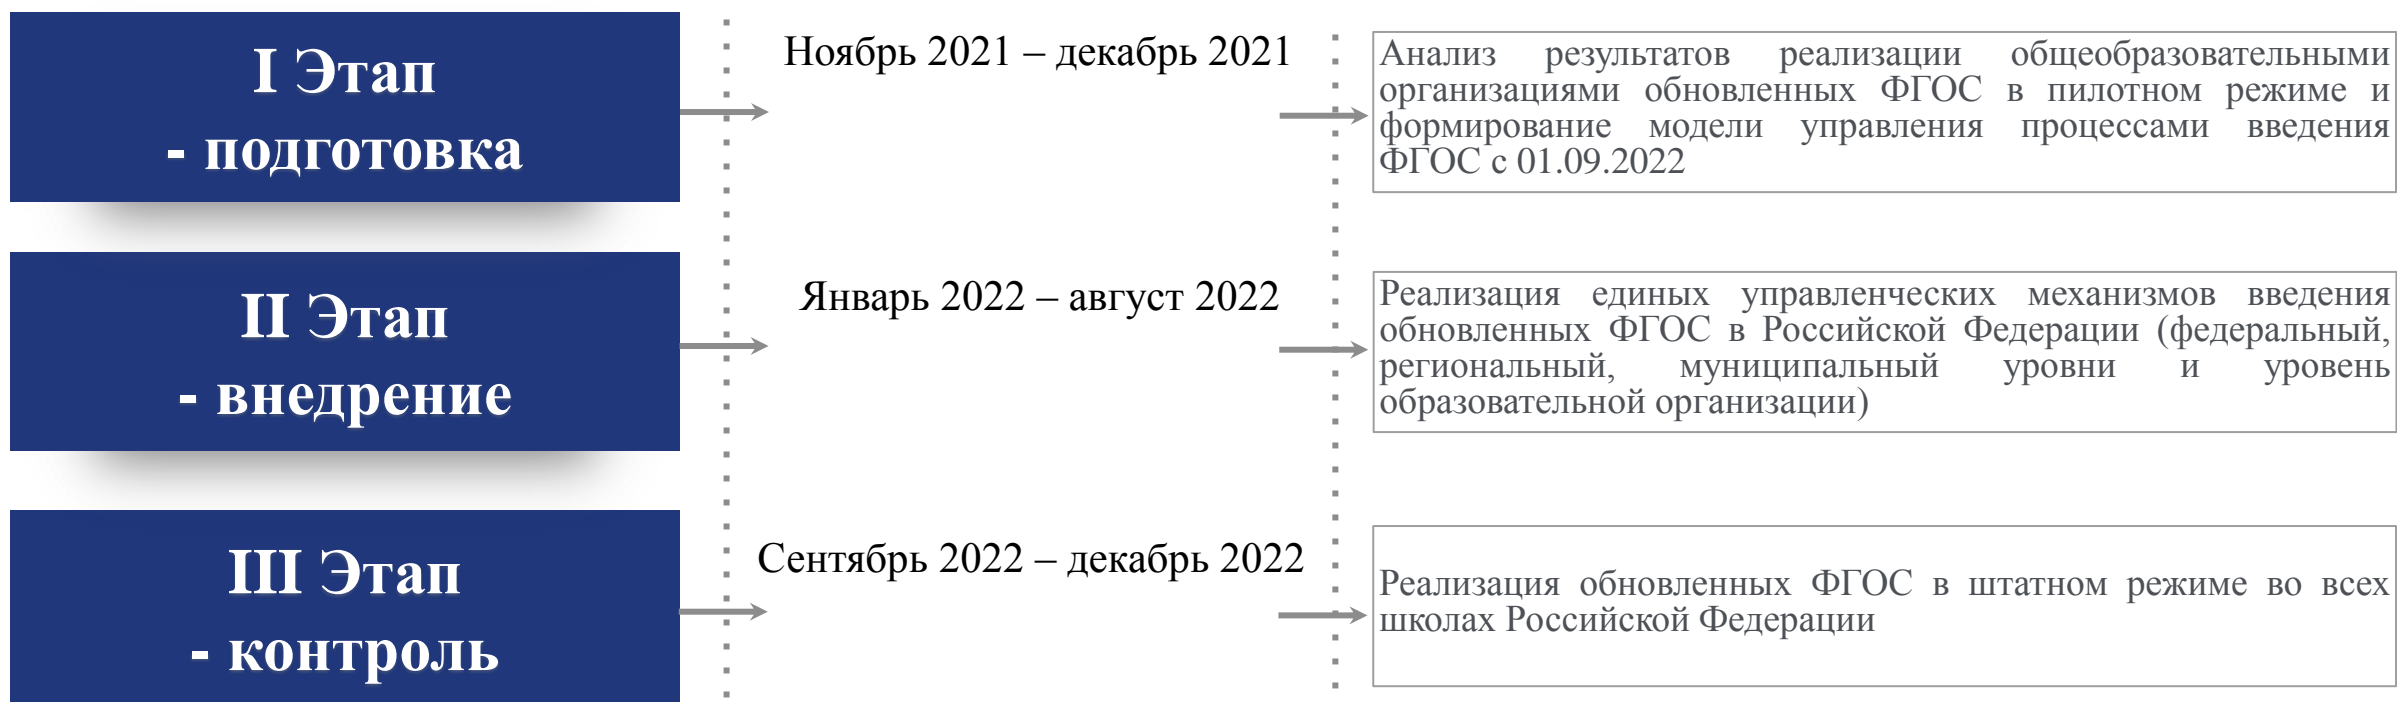 I Этап
- подготовка
Ноябрь 2021 – декабрь 2021
Анализ результатов реализации общеобразовательными
организациями обновленных ФГОС в пилотном режиме и
формирование модели управления процессами введения
ФГОС с 01.09.2022
II Этап
- внедрение
Январь 2022 – август 2022
Реализация единых управленческих механизмов введения
обновленных ФГОС в Российской Федерации (федеральный,
региональный, муниципальный уровни и уровень
образовательной организации)
III Этап
- контроль
Сентябрь 2022 – декабрь 2022
Реализация обновленных ФГОС в штатном режиме во всех
школах Российской Федерации